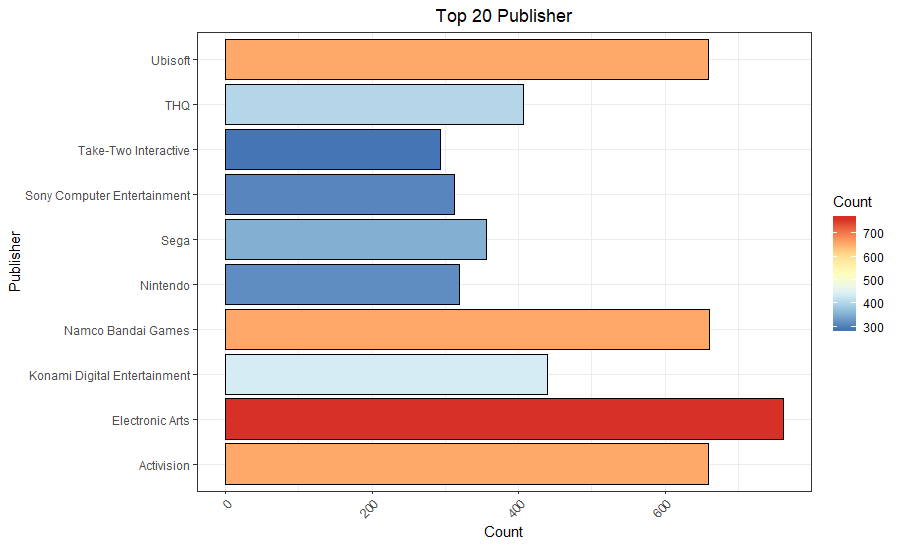 Top 20 Publisher
Publisher
Ubisoft
THQ
Take-Two Interactive
Sony Computer Entertainment
Sega
Nintendo
Namco Bandai Games
Konami Digital Entertainment
Electronic Arts
Activision
0
200
400
600
Count
Count
700
600
500
400
300